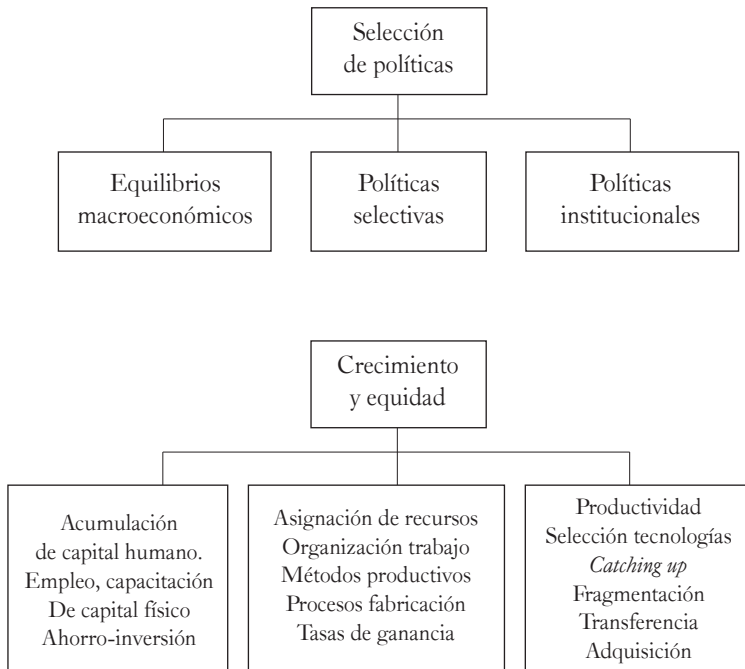 Selección
de políticas
Equilibrios
macroeconómicos
Políticas
selectivas
Políticas
institucionales
Crecimiento
y equidad
Acumulación
de capital humano.
Empleo, capacitación
De capital físico
Ahorro-inversión
Asignación de recursos
Organización trabajo
Métodos productivos
Procesos fabricación
Tasas de ganancia
Productividad
Selección tecnologías
Catching up
Fragmentación
Transferencia
Adquisición